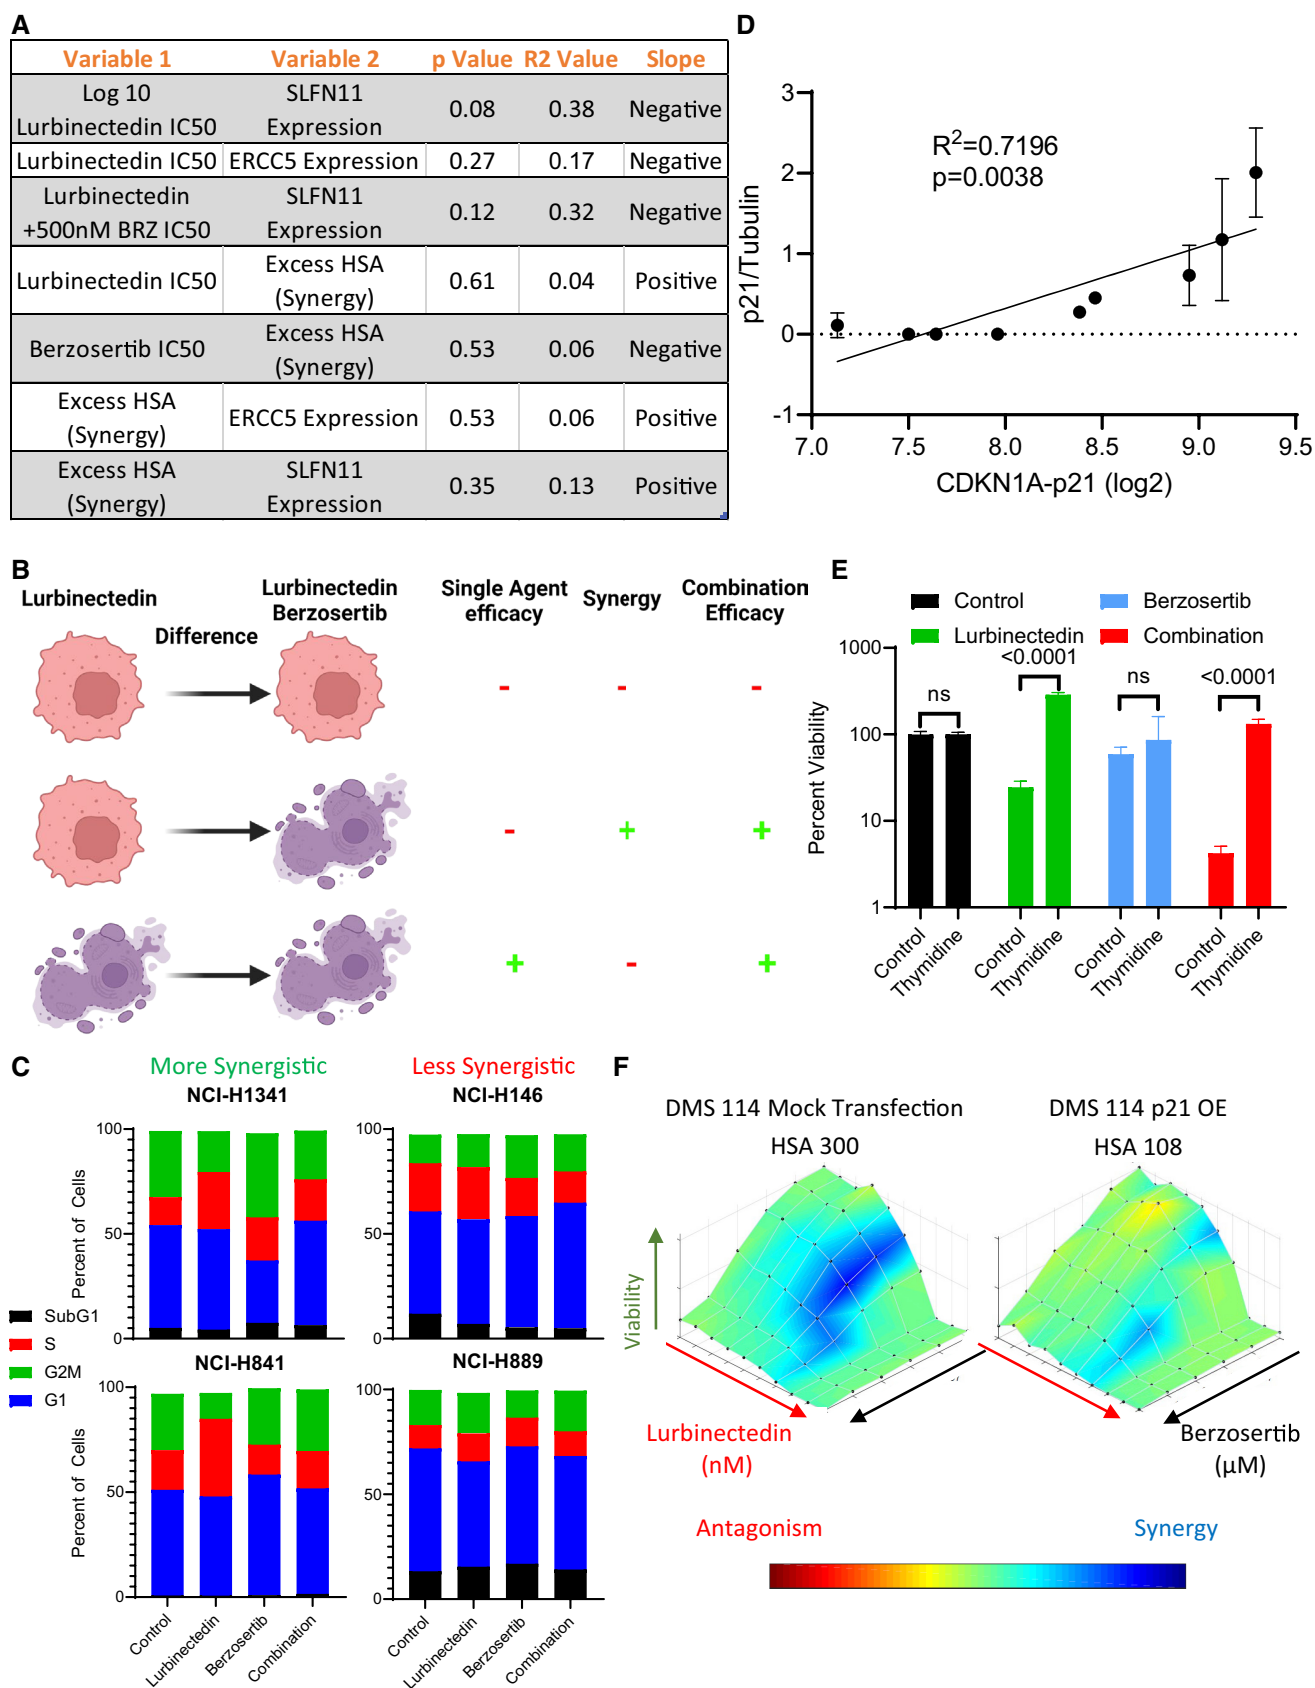 A
Variable 1 Variable 2 p Value R2 Value Slope
Log 10 Lurbinectedin IC50 SLFN11 Expression 0.08 0.38 Negative
Lurbinectedin IC50 ERCC5 Expression 0.27 0.17 Negative
Lurbinectedin +500nM BRZ IC50 SLFN11 Expression 0.12 0.32 Negative
Lurbinectedin IC50 Excess HSA (Synergy) 0.61 0.04 Positive
Berzosertib IC50 Excess HSA (Synergy) 0.53 0.06 Negative
Excess HSA (Synergy) ERCC5 Expression 0.53 0.06 Positive
Excess HSA (Synergy) SLFN11 Expression 0.35 0.13 Positive
D
R²=0.7196
p=0.0038
p21/Tubulin
3
2
1
0
-1
7.0 7.5 8.0 8.5 9.0 9.5
CDKN1A-p21 (log2)
B
Lurbinectedin
Difference
Lurbinectedin
Berzosertib
Single Agent
efficacy
Synergy
Combination
Efficacy
- - -
- + +
+ - +
E
Control Berzosertib
Lurbinectedin Combination
ns <0.0001 ns <0.0001
Percent Viability
1000
100
10
1
Control Thymidine Control Thymidine Control Thymidine Control Thymidine
C
More Synergistic
Less Synergistic
NCI-H1341
NCI-H146
Percent of Cells
100
50
0
100
50
0
SubG1
S
G2M
G1
NCI-H841
NCI-H889
Percent of Cells
100
50
0
100
50
0
Control Lurbinectedin Berzosertib Combination
Control Lurbinectedin Berzosertib Combination
F
DMS 114 Mock Transfection
HSA 300
DMS 114 p21 OE
HSA 108
Viability
Lurbinectedin
(nM)
Berzosertib
(µM)
Antagonism
Synergy